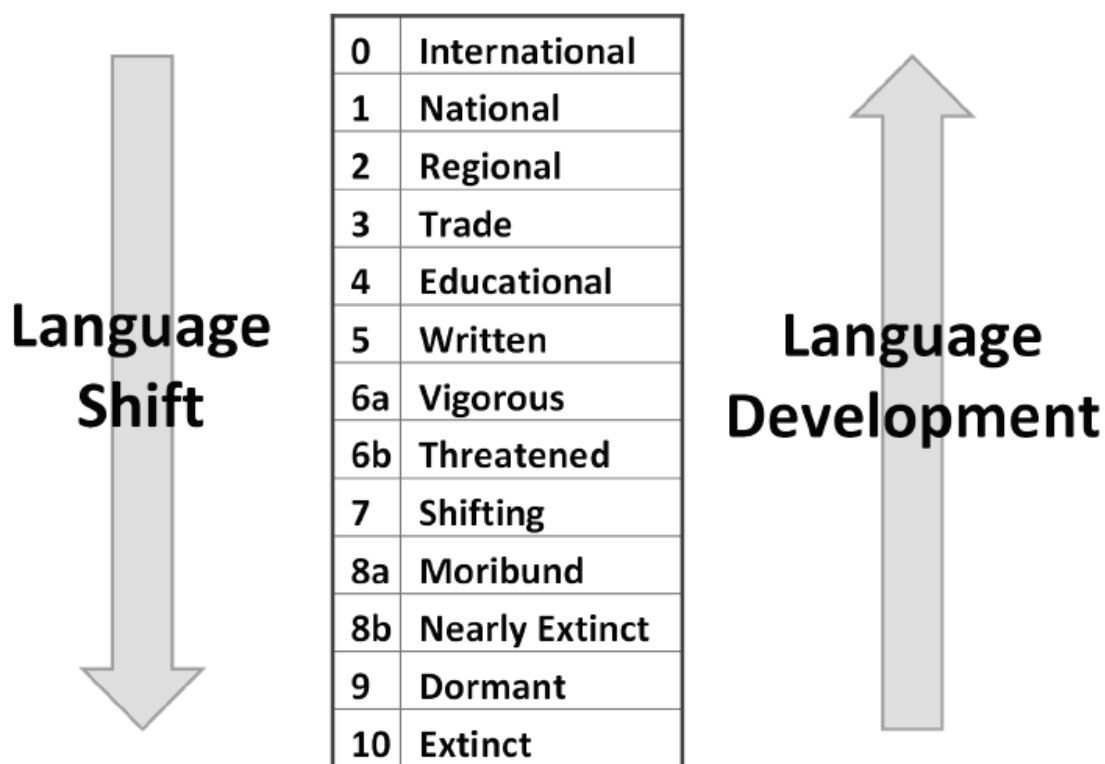 0 International
1 National
2 Regional
3 Trade
4 Educational
5 Written
6a Vigorous
6b Threatened
7 Shifting
8a Moribund
8b Nearly Extinct
9 Dormant
10 Extinct
Language
Shift
Language
Development